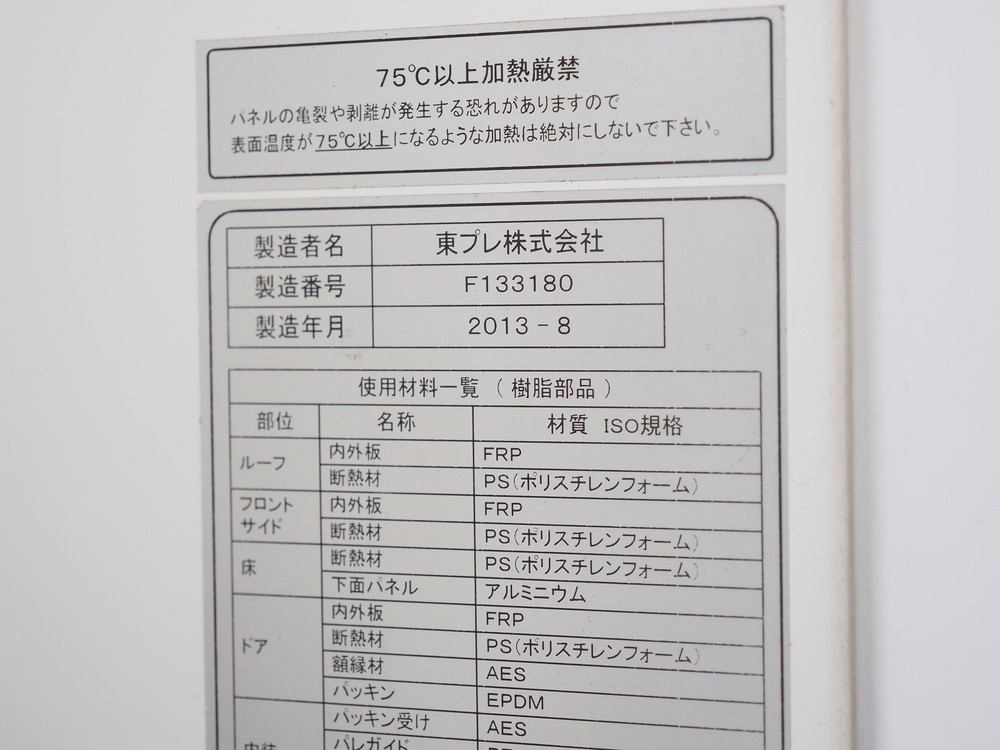 75℃以上加熱厳禁
パネルの亀裂や剥離が発生する恐れがありますので
表面温度が75℃以上になるような加熱は絶対にしないで下さい。
製造者名 東プレ株式会社
製造番号 F133180
製造年月 2013-8
使用材料一覧 (樹脂部品)
部位 名称 材質 ISO規格
ルーフ 内外板 FRP
断熱材 PS(ポリスチレンフォーム)
フロント
サイド
内外板 FRP
断熱材 PS(ポリスチレンフォーム)
床 断熱材 PS(ポリスチレンフォーム)
下面パネル アルミニウム
ドア 内外板 FRP
断熱材 PS(ポリスチレンフォーム)
額縁材 AES
パッキン EPDM
パッキン受け AES
内装 パレガイド